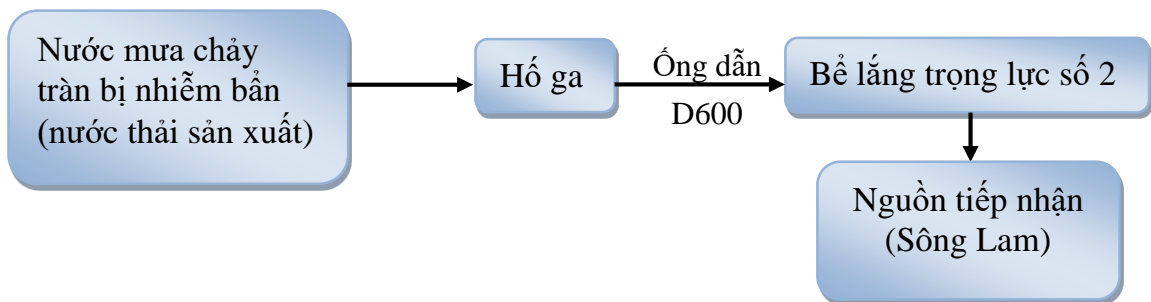 Nước mưa chảy
tràn bị nhiễm bẩn
(nước thải sản xuất)
Hố ga
Ống dẫn
D600
Bể lắng trọng lực số 2
Nguồn tiếp nhận
(Sông Lam)